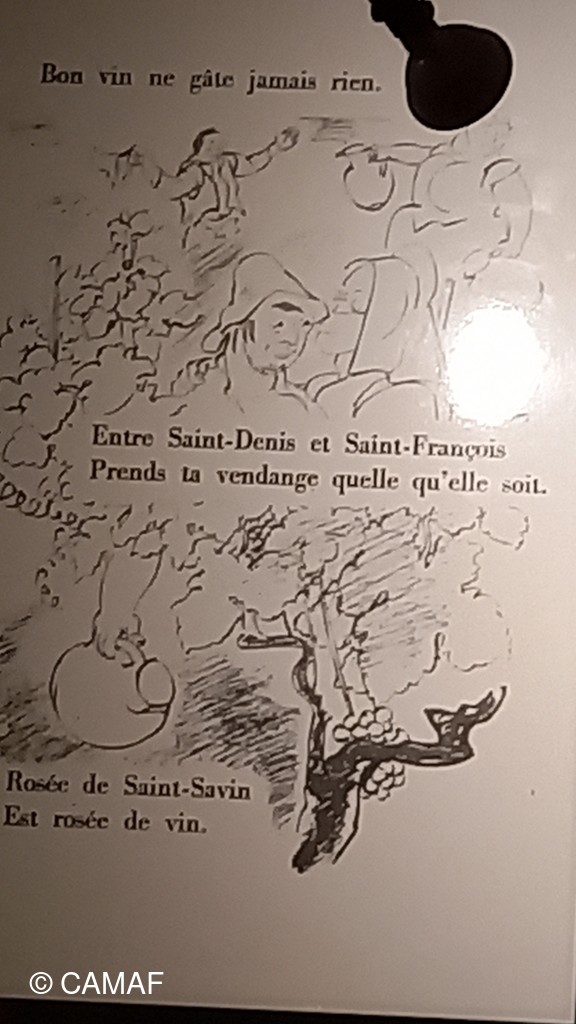 Bon vin ne gâte jamais rien.
Entre Saint-Denis et Saint-François
Prends ta vendange quelle qu'elle soit.
Rosée de Saint-Savin
Est rosée de vin.
© CAMAF